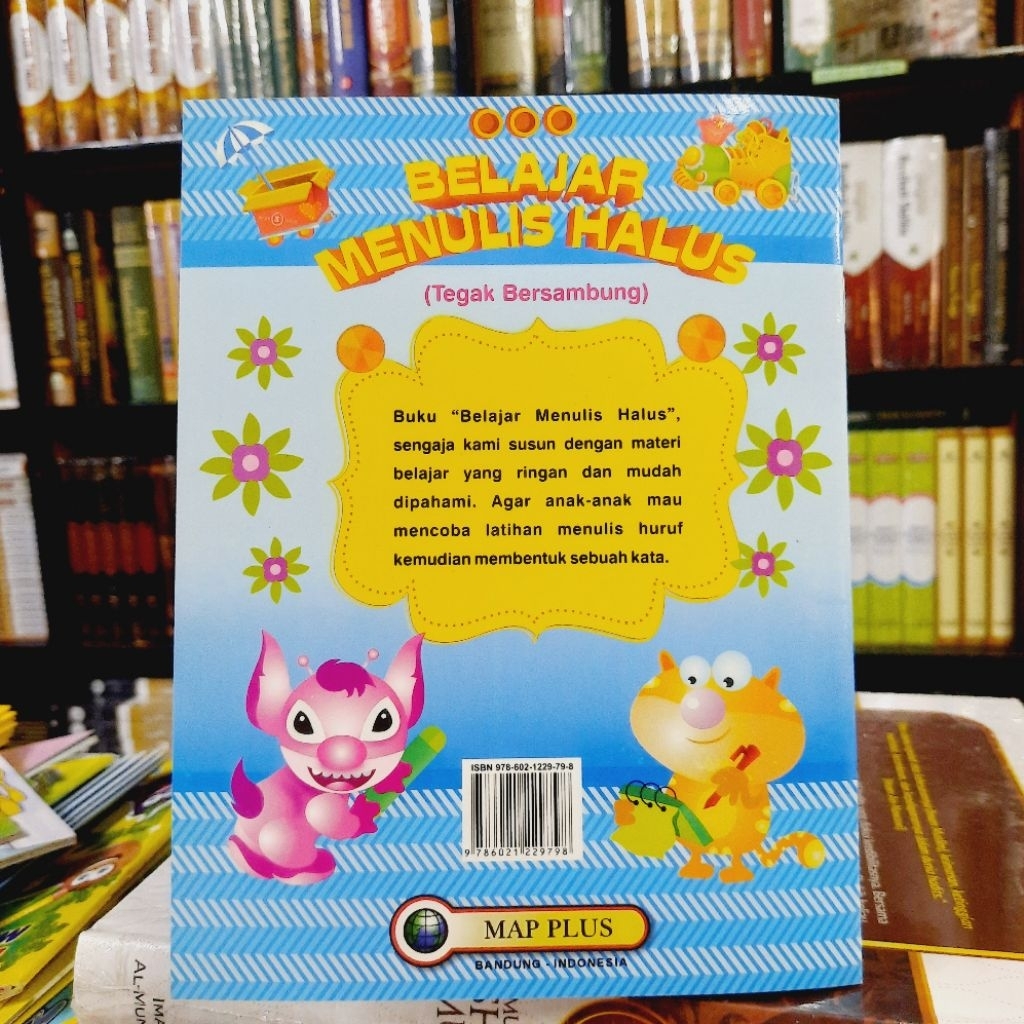 BELAJAR
MENULIS HALUS
(Tegak Bersambung)
Buku “Belajar Menulis Halus”,
sengaja kami susun dengan materi
belajar yang ringan dan mudah
dipahami. Agar anak-anak mau
mencoba latihan menulis huruf
kemudian membentuk sebuah kata.
ISBN 978-602-1229-79-8
9 786021 229798
MAP PLUS
BANDUNG - INDONESIA